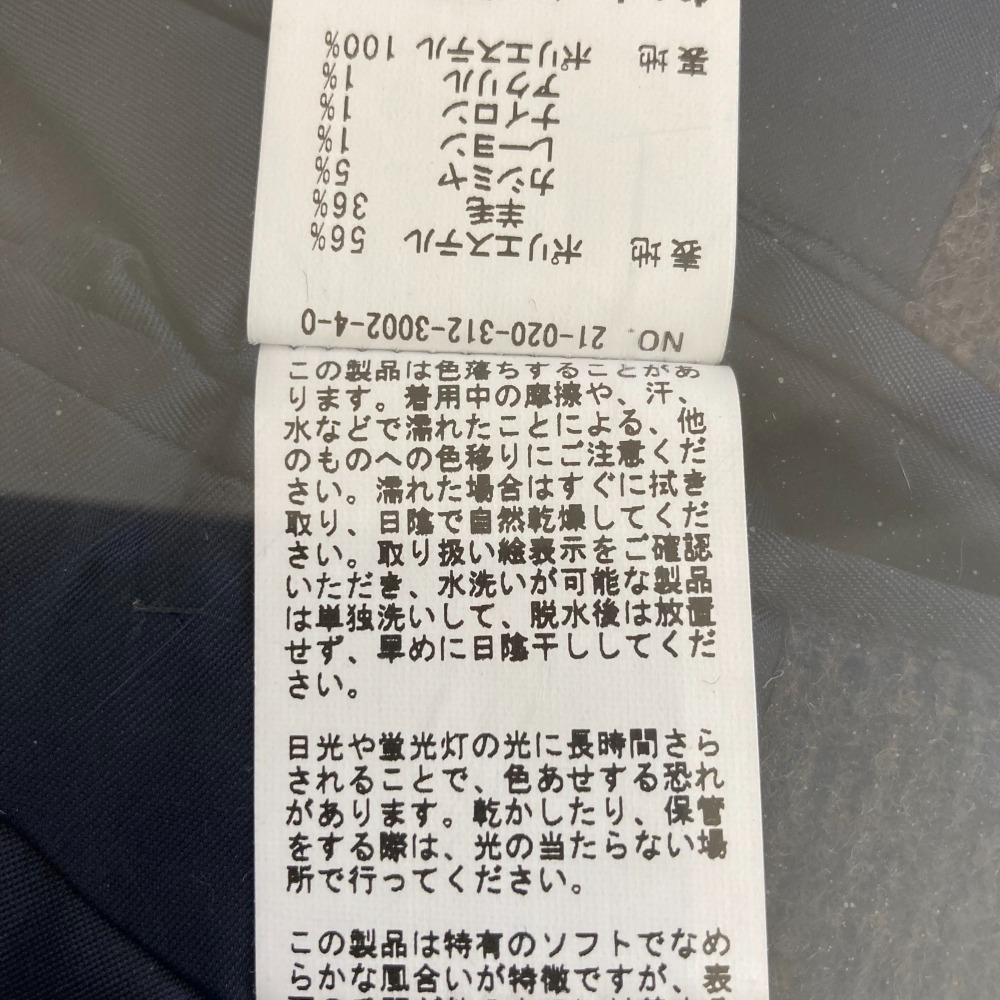 NO. 21-020-312-3002-4-0
表地 ポリエステル 56%
羊毛 36%
カシミヤ 5%
レーヨン 1%
ナイロン 1%
アクリル 1%
裏地 ポリエステル 100%
この製品は色落ちすることがあ
ります。着用中の摩擦や、汗、
水などで濡れたことによる、他
のものへの色移りにご注意くだ
さい。濡れた場合はすぐに拭き
取り、日陰で自然乾燥してくだ
さい。取り扱い絵表示をご確認
いただき、水洗いが可能な製品
は単独洗いして、脱水後は放置
せず、早めに日陰干ししてくだ
さい。
日光や蛍光灯の光に長時間さら
されることで、色あせする恐れ
があります。乾かしたり、保管
をする際は、光の当たらない場
所で行ってください。
この製品は特有のソフトでなめ
らかな風合いが特徴ですが、表